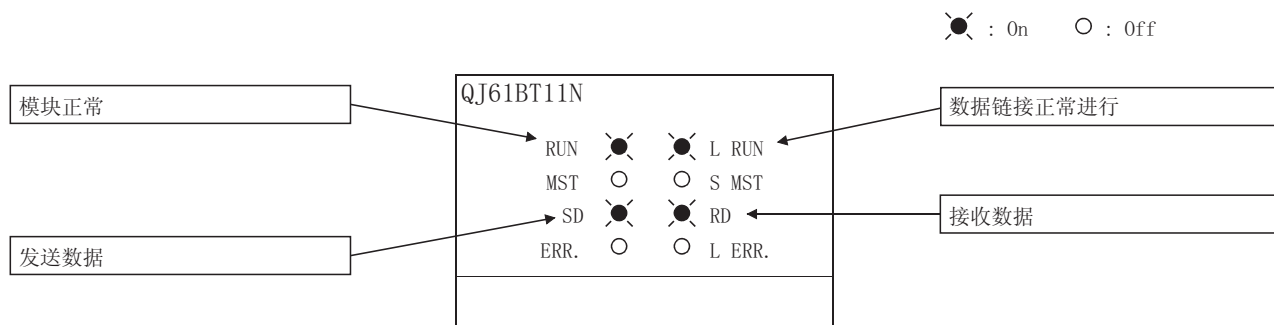 : On : Off
QJ61BT11N
模块正常
数据链接正常进行
RUN L RUN
MST S MST
SD RD
接收数据
发送数据
ERR. L ERR.